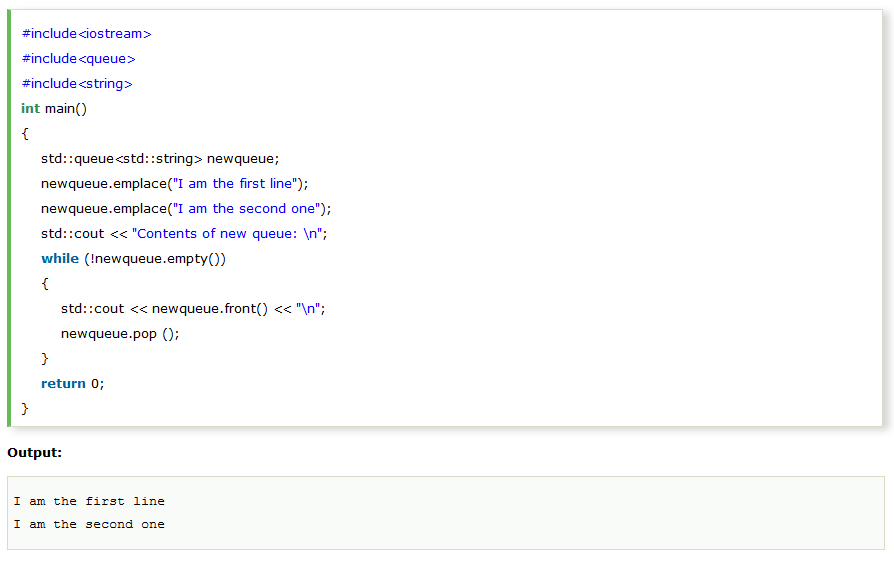 #include<iostream>
#include<queue>
#include<string>
int main()
{
    std::queue<std::string> newqueue;
    newqueue.emplace("I am the first line");
    newqueue.emplace("I am the second one");
    std::cout << "Contents of new queue: \n";
    while (!newqueue.empty())
    {
        std::cout << newqueue.front() << "\n";
        newqueue.pop ();
    }
    return 0;
}
Output:
I am the first line
I am the second one